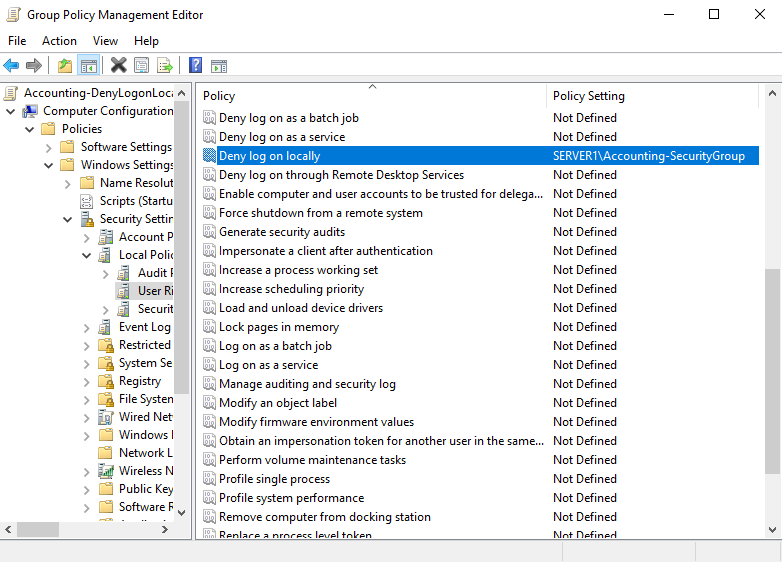 Group Policy Management Editor
File Action View Help
Accounting-DenyLogonLoca
Computer Configuration
Policies
Software Settings
Windows Settings
Name Resolut
Scripts (Startu
Security Settin
Account P
Local Polic
Audit P
User Ri
Securit
Event Log
Restricted
System Se
Registry
File System
Wired Netw
Windows F
Network L
Wireless N
Public Key
Software R
Policy Policy Setting
Deny log on as a batch job Not Defined
Deny log on as a service Not Defined
Deny log on locally SERVER1\Accounting-SecurityGroup
Deny log on through Remote Desktop Services Not Defined
Enable computer and user accounts to be trusted for delega... Not Defined
Force shutdown from a remote system Not Defined
Generate security audits Not Defined
Impersonate a client after authentication Not Defined
Increase a process working set Not Defined
Increase scheduling priority Not Defined
Load and unload device drivers Not Defined
Lock pages in memory Not Defined
Log on as a batch job Not Defined
Log on as a service Not Defined
Manage auditing and security log Not Defined
Modify an object label Not Defined
Modify firmware environment values Not Defined
Obtain an impersonation token for another user in the same... Not Defined
Perform volume maintenance tasks Not Defined
Profile single process Not Defined
Profile system performance Not Defined
Remove computer from docking station Not Defined
Replace a process level token Not Defined